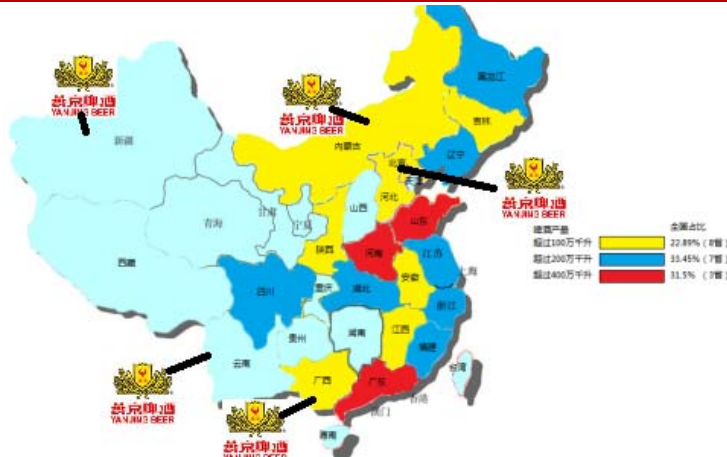 黑龙江
燕京啤酒
YANJING BEER
新疆
燕京啤酒
YANJING BEER
吉林
内蒙古
辽宁
北京
燕京啤酒
YANJING BEER
河北
山西
甘肃
宁夏
青海
山东
啤酒产量
全国占比
超过100万千升
22.89%（8省）
超过200万千升
33.45%（7省）
超过400万千升
31.5%（3省）
陕西
河南
江苏
西藏
安徽
上海
四川
重庆
湖北
浙江
贵州
湖南
江西
福建
云南
台湾
广西
广东
香港
澳门
燕京啤酒
YANJING BEER
燕京啤酒
YANJING BEER
海南